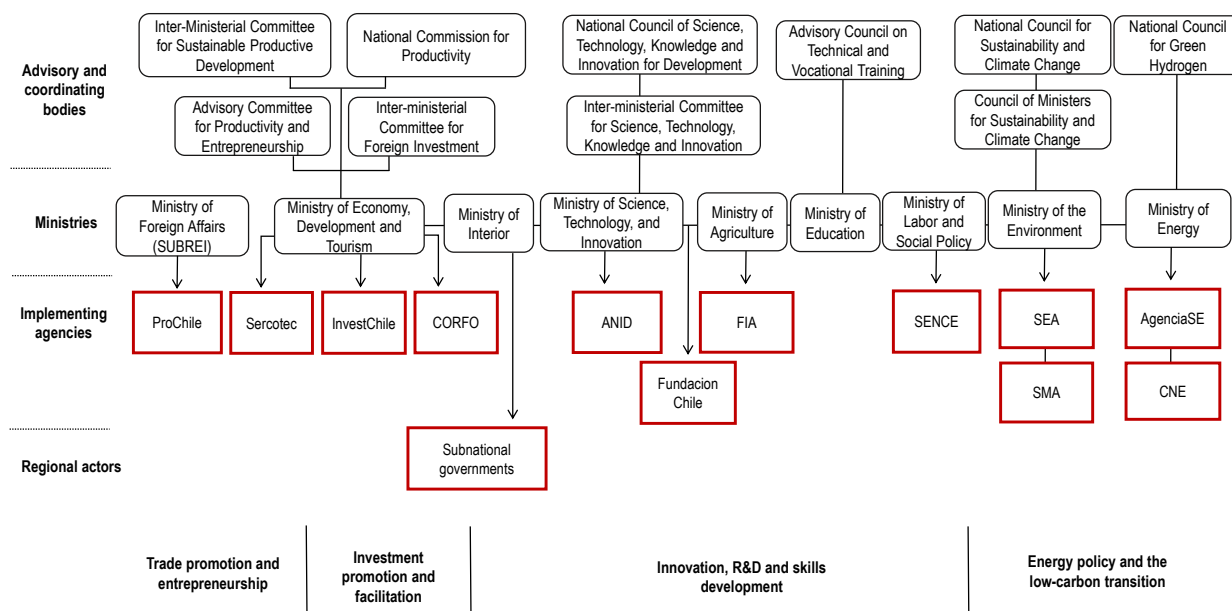 Advisory and
coordinating
bodies
Inter-Ministerial Committee
for Sustainable Productive
Development
National Commission for
Productivity
National Council of Science,
Technology, Knowledge and
Innovation for Development
Advisory Council on
Technical and
Vocational Training
National Council for
Sustainability and
Climate Change
National Council
for Green
Hydrogen
Advisory Committee
for Productivity and
Entrepreneurship
Inter-ministerial
Committee for
Foreign Investment
Inter-ministerial Committee
for Science, Technology,
Knowledge and Innovation
Council of Ministers
for Sustainability and
Climate Change
Ministries
Ministry of
Foreign Affairs
(SUBREI)
Ministry of Economy,
Development and
Tourism
Ministry of
Interior
Ministry of Science,
Technology, and
Innovation
Ministry of
Agriculture
Ministry of
Education
Ministry of
Labor and
Social Policy
Ministry of the
Environment
Ministry of
Energy
Implementing
agencies
ProChile
Sercotec
InvestChile
CORFO
ANID
FIA
SENCE
SEA
AgenciaSE
Fundacion
Chile
SMA
CNE
Regional actors
Subnational
governments
Trade promotion and
entrepreneurship
Investment
promotion and
facilitation
Innovation, R&D and skills
development
Energy policy and the
low-carbon transition